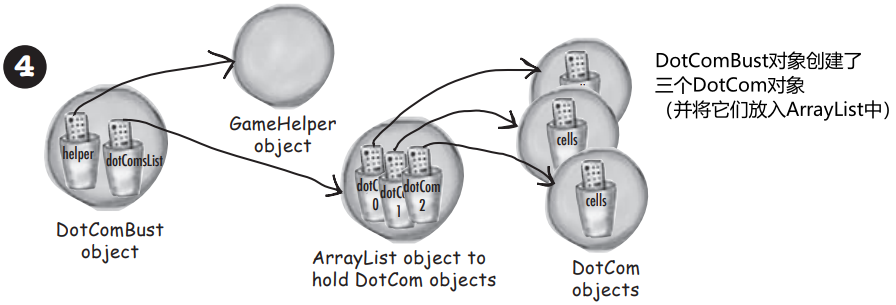 4
DotComBust对象创建了
三个DotCom对象
(并将它们放入ArrayList中)
GameHelper
object
helper
dotComsList
cells
dotCom
0
dotCom
1
dotCom
2
cells
DotComBust
object
ArrayList object to
hold DotCom objects
DotCom
objects